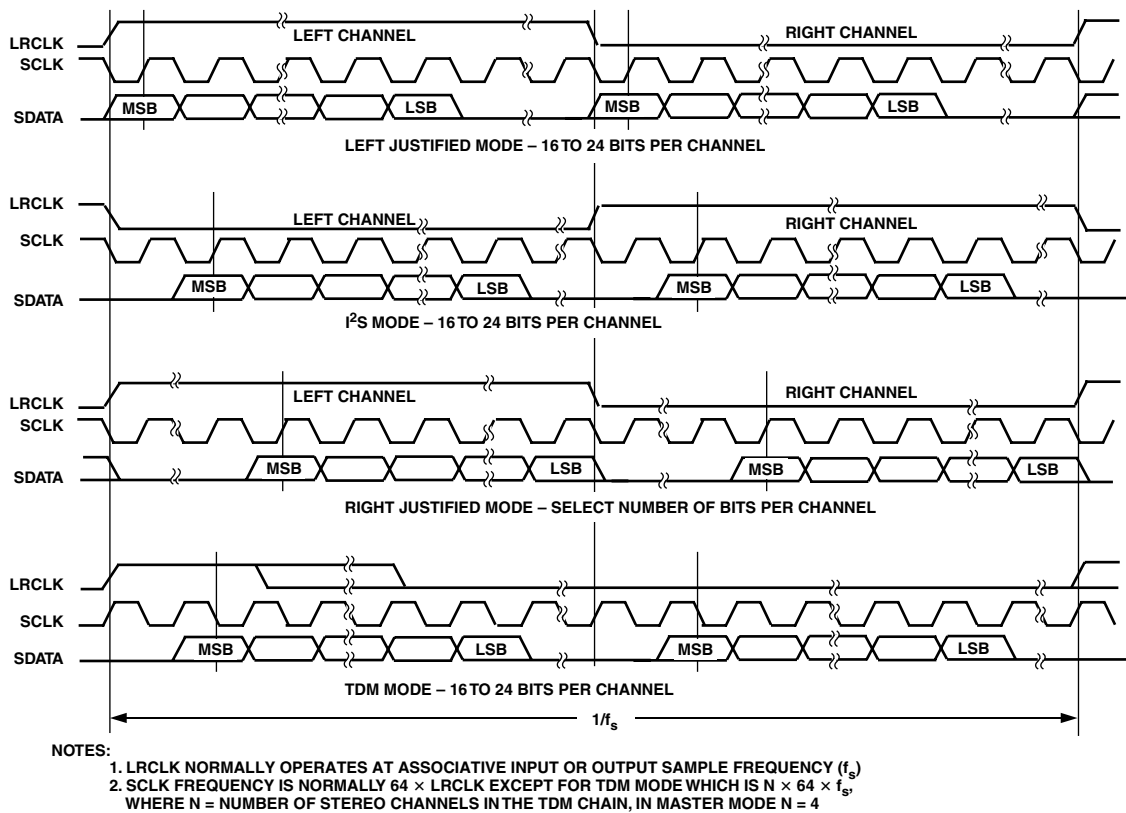 LEFT CHANNEL RIGHT CHANNEL
LRCLK
SCLK
SDATA MSB LSB MSB LSB
LEFT JUSTIFIED MODE – 16 TO 24 BITS PER CHANNEL
LRCLK
LEFT CHANNEL RIGHT CHANNEL
SCLK
SDATA MSB LSB MSB LSB
I²S MODE – 16 TO 24 BITS PER CHANNEL
LEFT CHANNEL RIGHT CHANNEL
LRCLK
SCLK
SDATA MSB LSB MSB LSB
RIGHT JUSTIFIED MODE – SELECT NUMBER OF BITS PER CHANNEL
LRCLK
SCLK
SDATA MSB LSB MSB LSB
TDM MODE – 16 TO 24 BITS PER CHANNEL
1/fs
NOTES:
1. LRCLK NORMALLY OPERATES AT ASSOCIATIVE INPUT OR OUTPUT SAMPLE FREQUENCY (fs)
2. SCLK FREQUENCY IS NORMALLY 64 × LRCLK EXCEPT FOR TDM MODE WHICH IS N × 64 × fs,
WHERE N = NUMBER OF STEREO CHANNELS IN THE TDM CHAIN, IN MASTER MODE N = 4